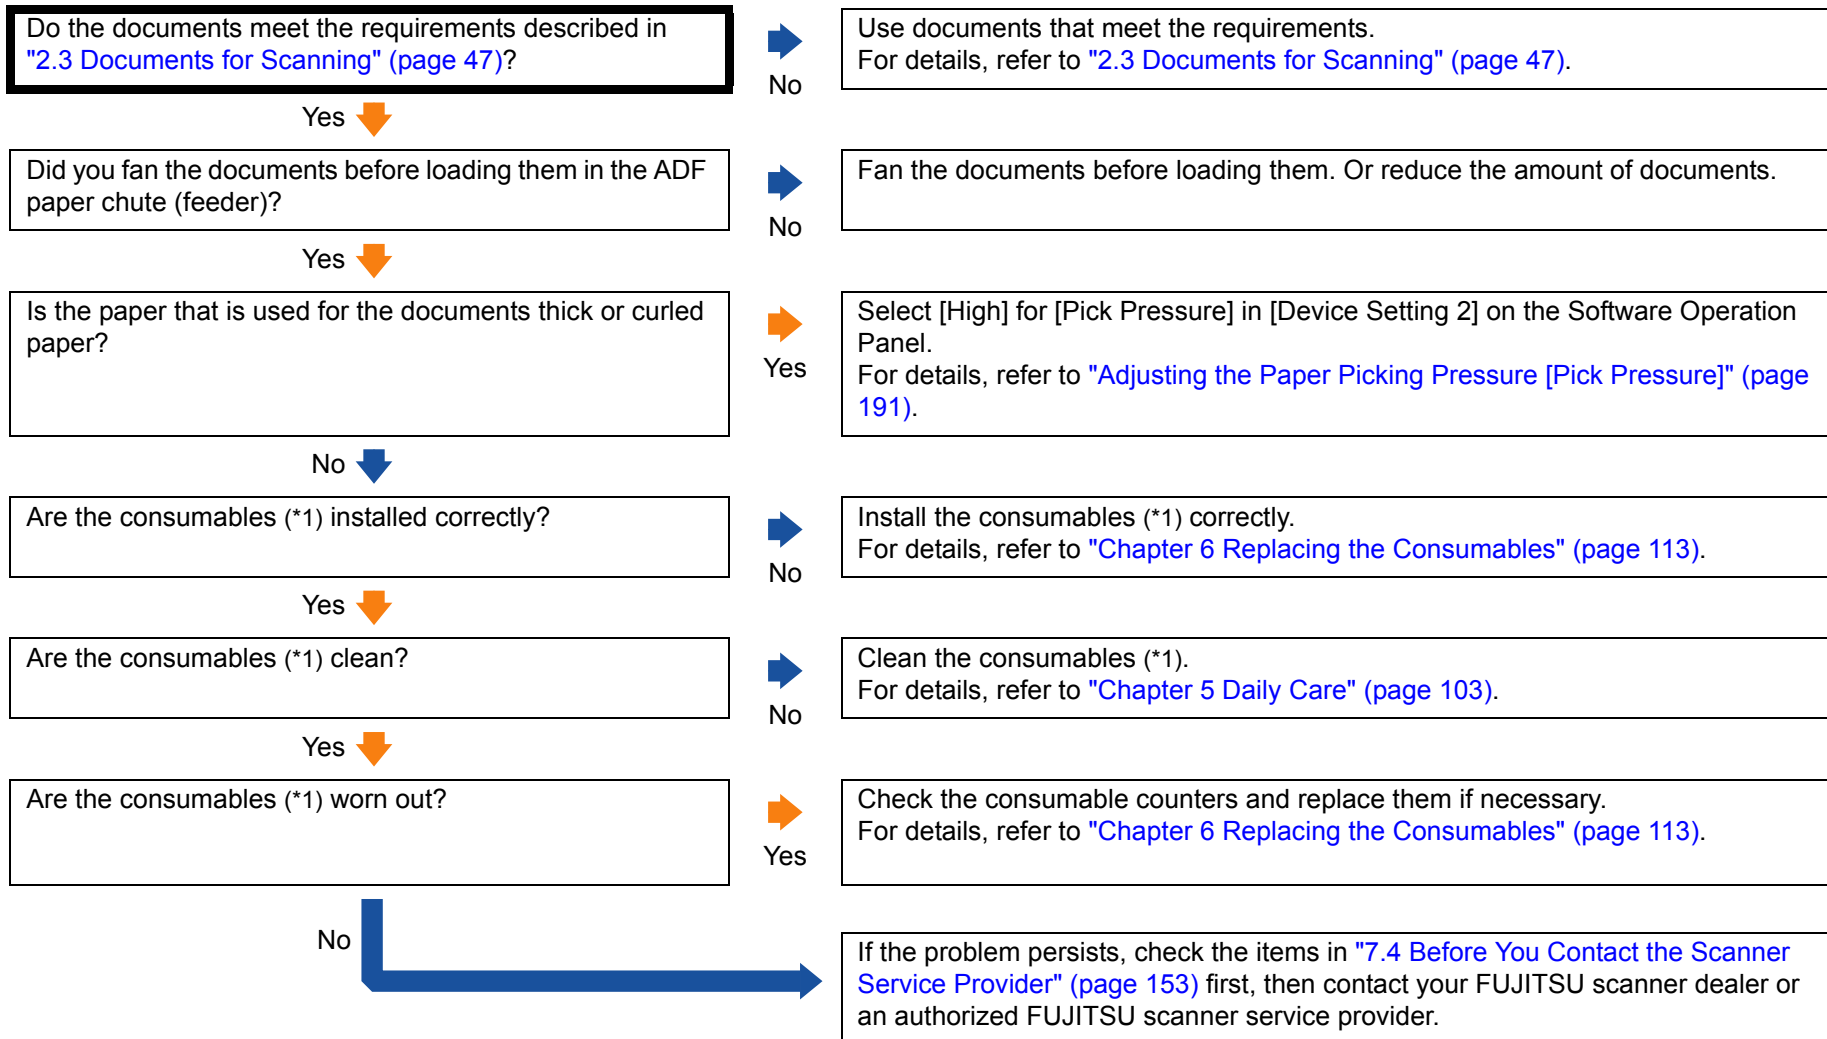 Do the documents meet the requirements described in
"2.3 Documents for Scanning" (page 47)?
No
Use documents that meet the requirements.
For details, refer to "2.3 Documents for Scanning" (page 47).
Yes
Did you fan the documents before loading them in the ADF
paper chute (feeder)?
No
Fan the documents before loading them. Or reduce the amount of documents.
Yes
Is the paper that is used for the documents thick or curled
paper?
Yes
Select [High] for [Pick Pressure] in [Device Setting 2] on the Software Operation
Panel.
For details, refer to "Adjusting the Paper Picking Pressure [Pick Pressure]" (page
191).
No
Are the consumables (*1) installed correctly?
No
Install the consumables (*1) correctly.
For details, refer to "Chapter 6 Replacing the Consumables" (page 113).
Yes
Are the consumables (*1) clean?
No
Clean the consumables (*1).
For details, refer to "Chapter 5 Daily Care" (page 103).
Yes
Are the consumables (*1) worn out?
Yes
Check the consumable counters and replace them if necessary.
For details, refer to "Chapter 6 Replacing the Consumables" (page 113).
No
If the problem persists, check the items in "7.4 Before You Contact the Scanner
Service Provider" (page 153) first, then contact your FUJITSU scanner dealer or
an authorized FUJITSU scanner service provider.